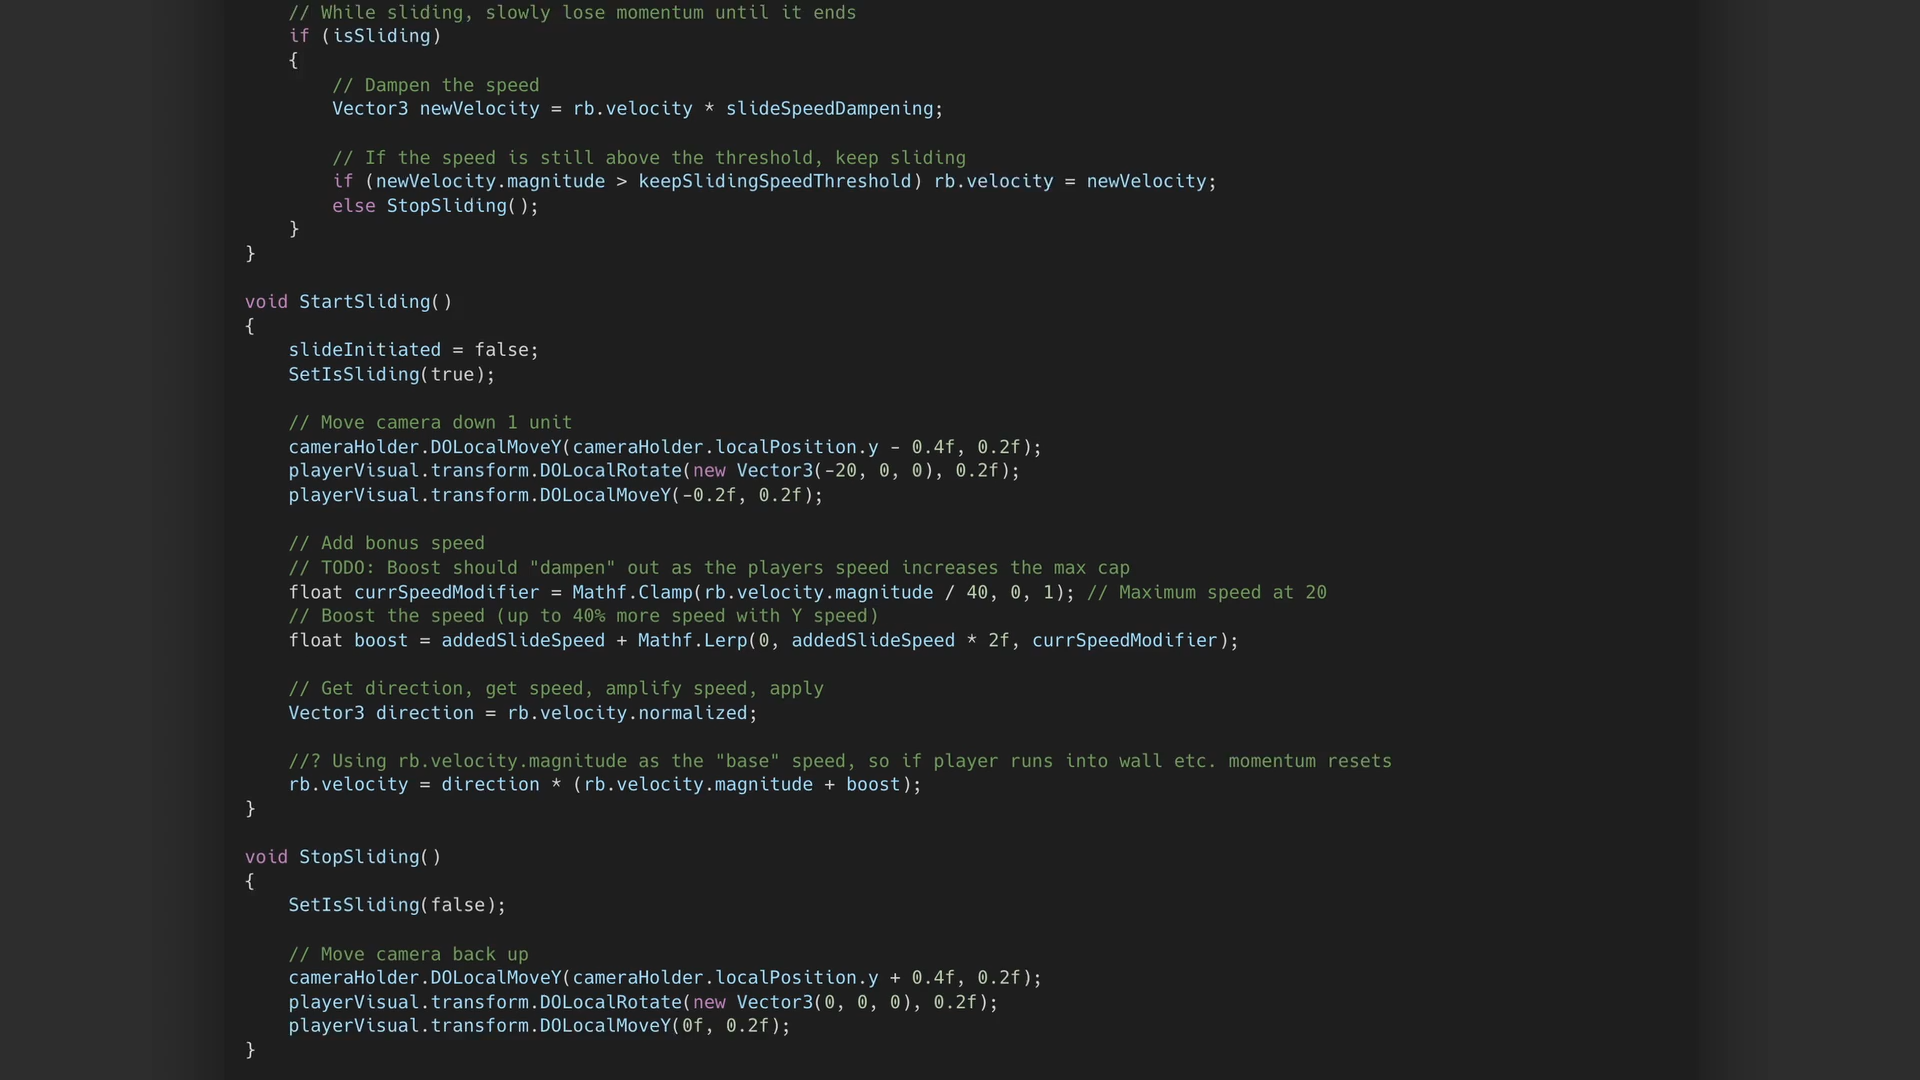 // While sliding, slowly lose momentum until it ends
if (isSliding)
{
// Dampen the speed
Vector3 newVelocity = rb.velocity * slideSpeedDampening;
// If the speed is still above the threshold, keep sliding
if (newVelocity.magnitude > keepSlidingSpeedThreshold) rb.velocity = newVelocity;
else StopSliding();
}
}
void StartSliding()
{
slideInitiated = false;
SetIsSliding(true);
// Move camera down 1 unit
cameraHolder.DOLocalMoveY(cameraHolder.localPosition.y - 0.4f, 0.2f);
playerVisual.transform.DOLocalRotate(new Vector3(-20, 0, 0), 0.2f);
playerVisual.transform.DOLocalMoveY(-0.2f, 0.2f);
// Add bonus speed
// TODO: Boost should "dampen" out as the players speed increases the max cap
float currSpeedModifier = Mathf.Clamp(rb.velocity.magnitude / 40, 0, 1); // Maximum speed at 20
// Boost the speed (up to 40% more speed with Y speed)
float boost = addedSlideSpeed + Mathf.Lerp(0, addedSlideSpeed * 2f, currSpeedModifier);
// Get direction, get speed, amplify speed, apply
Vector3 direction = rb.velocity.normalized;
//? Using rb.velocity.magnitude as the "base" speed, so if player runs into wall etc. momentum resets
rb.velocity = direction * (rb.velocity.magnitude + boost);
}
void StopSliding()
{
SetIsSliding(false);
// Move camera back up
cameraHolder.DOLocalMoveY(cameraHolder.localPosition.y + 0.4f, 0.2f);
playerVisual.transform.DOLocalRotate(new Vector3(0, 0, 0), 0.2f);
playerVisual.transform.DOLocalMoveY(0f, 0.2f);
}